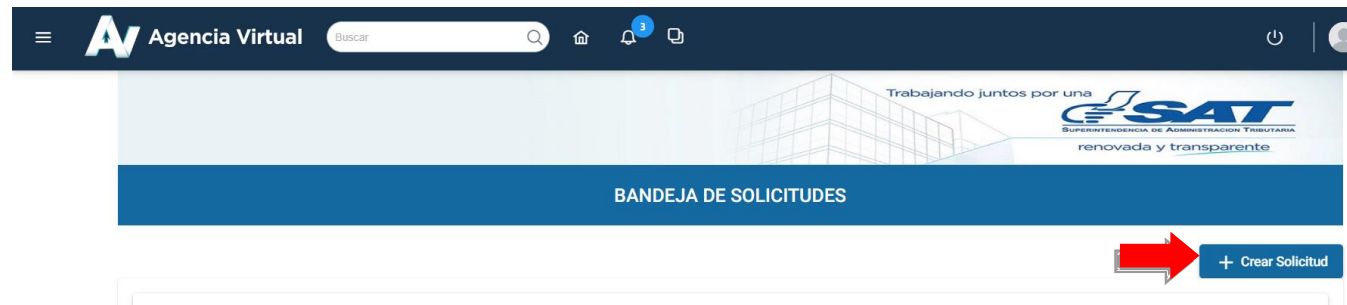 Agencia Virtual
Buscar
3
Trabajando juntos por una
SAT
SUPERINTENDENCIA DE ADMINISTRACION TRIBUTARIA
renovada y transparente
BANDEJA DE SOLICITUDES
+ Crear Solicitud